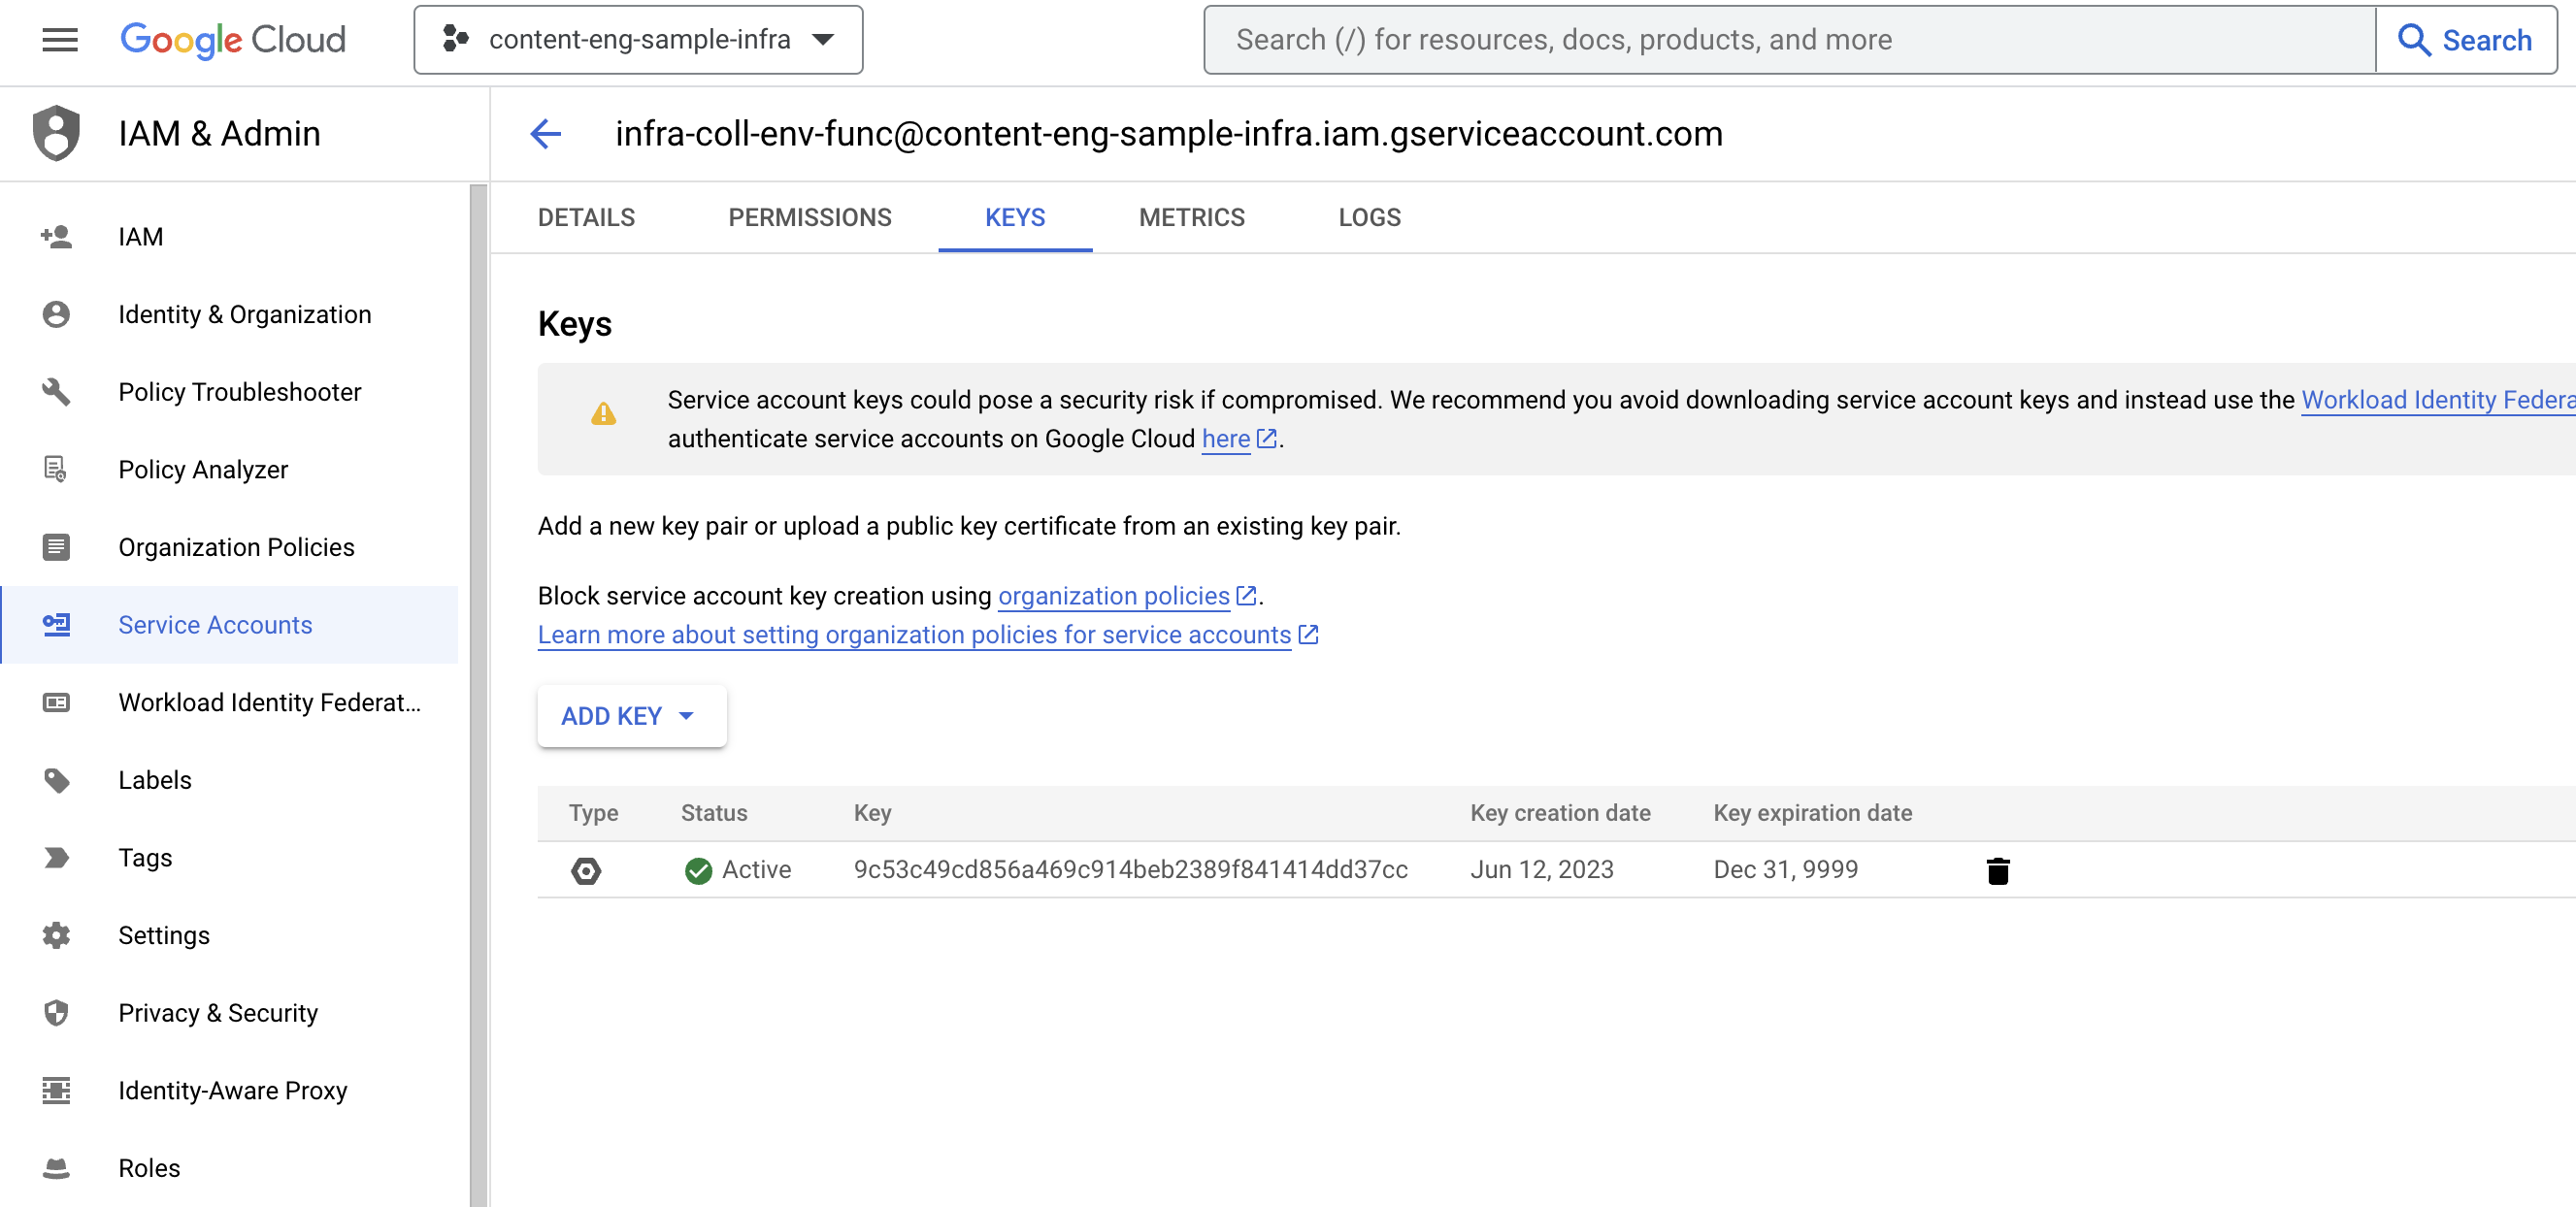 Google Cloud
content-eng-sample-infra
Search (/) for resources, docs, products, and more
Search
IAM & Admin
infra-coll-env-func@content-eng-sample-infra.iam.gserviceaccount.com
IAM
Identity & Organization
Policy Troubleshooter
Policy Analyzer
Organization Policies
Service Accounts
Workload Identity Federat...
Labels
Tags
Settings
Privacy & Security
Identity-Aware Proxy
Roles
DETAILS PERMISSIONS KEYS METRICS LOGS
Keys
Service account keys could pose a security risk if compromised. We recommend you avoid downloading service account keys and instead use the Workload Identity Federa
authenticate service accounts on Google Cloud here.
Add a new key pair or upload a public key certificate from an existing key pair.
Block service account key creation using organization policies.
Learn more about setting organization policies for service accounts
ADD KEY
Type Status Key Key creation date Key expiration date
Active 9c53c49cd856a469c914beb2389f841414dd37cc Jun 12, 2023 Dec 31, 9999